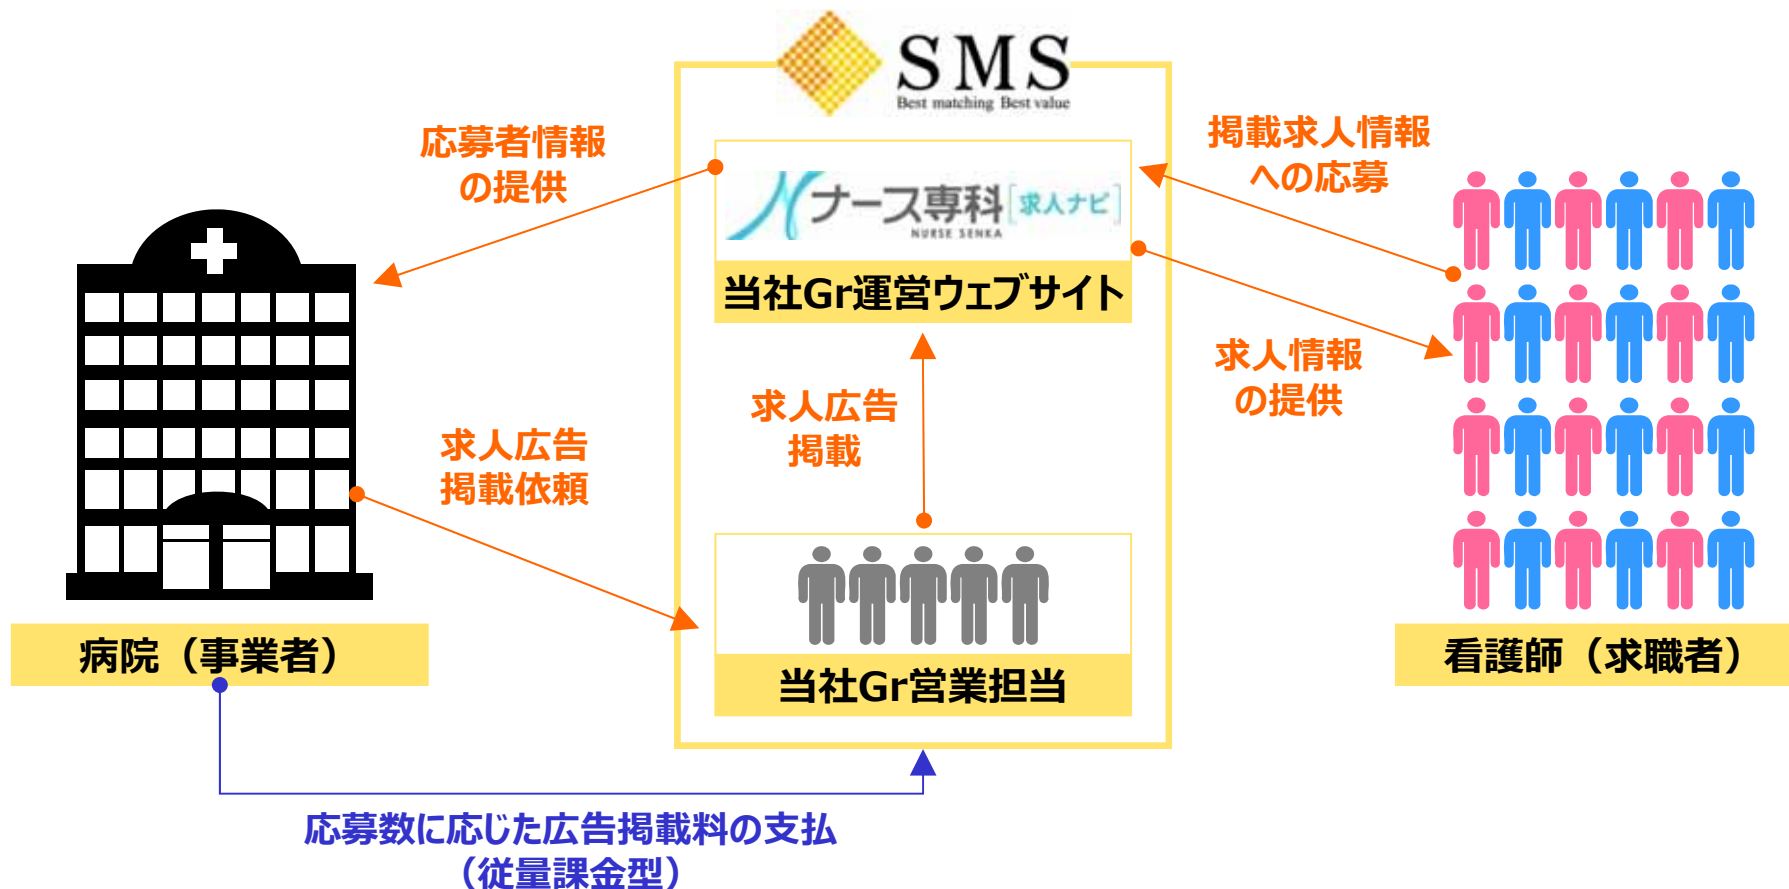 SMS
Best matching Best value
応募者情報
の提供
掲載求人情報
への応募
ナース専科[求人ナビ]
NURSE SENKA
当社Gr運営ウェブサイト
求人情報
の提供
求人広告
掲載
求人広告
掲載依頼
病院（事業者）
当社Gr営業担当
看護師（求職者）
応募数に応じた広告掲載料の支払
（従量課金型）